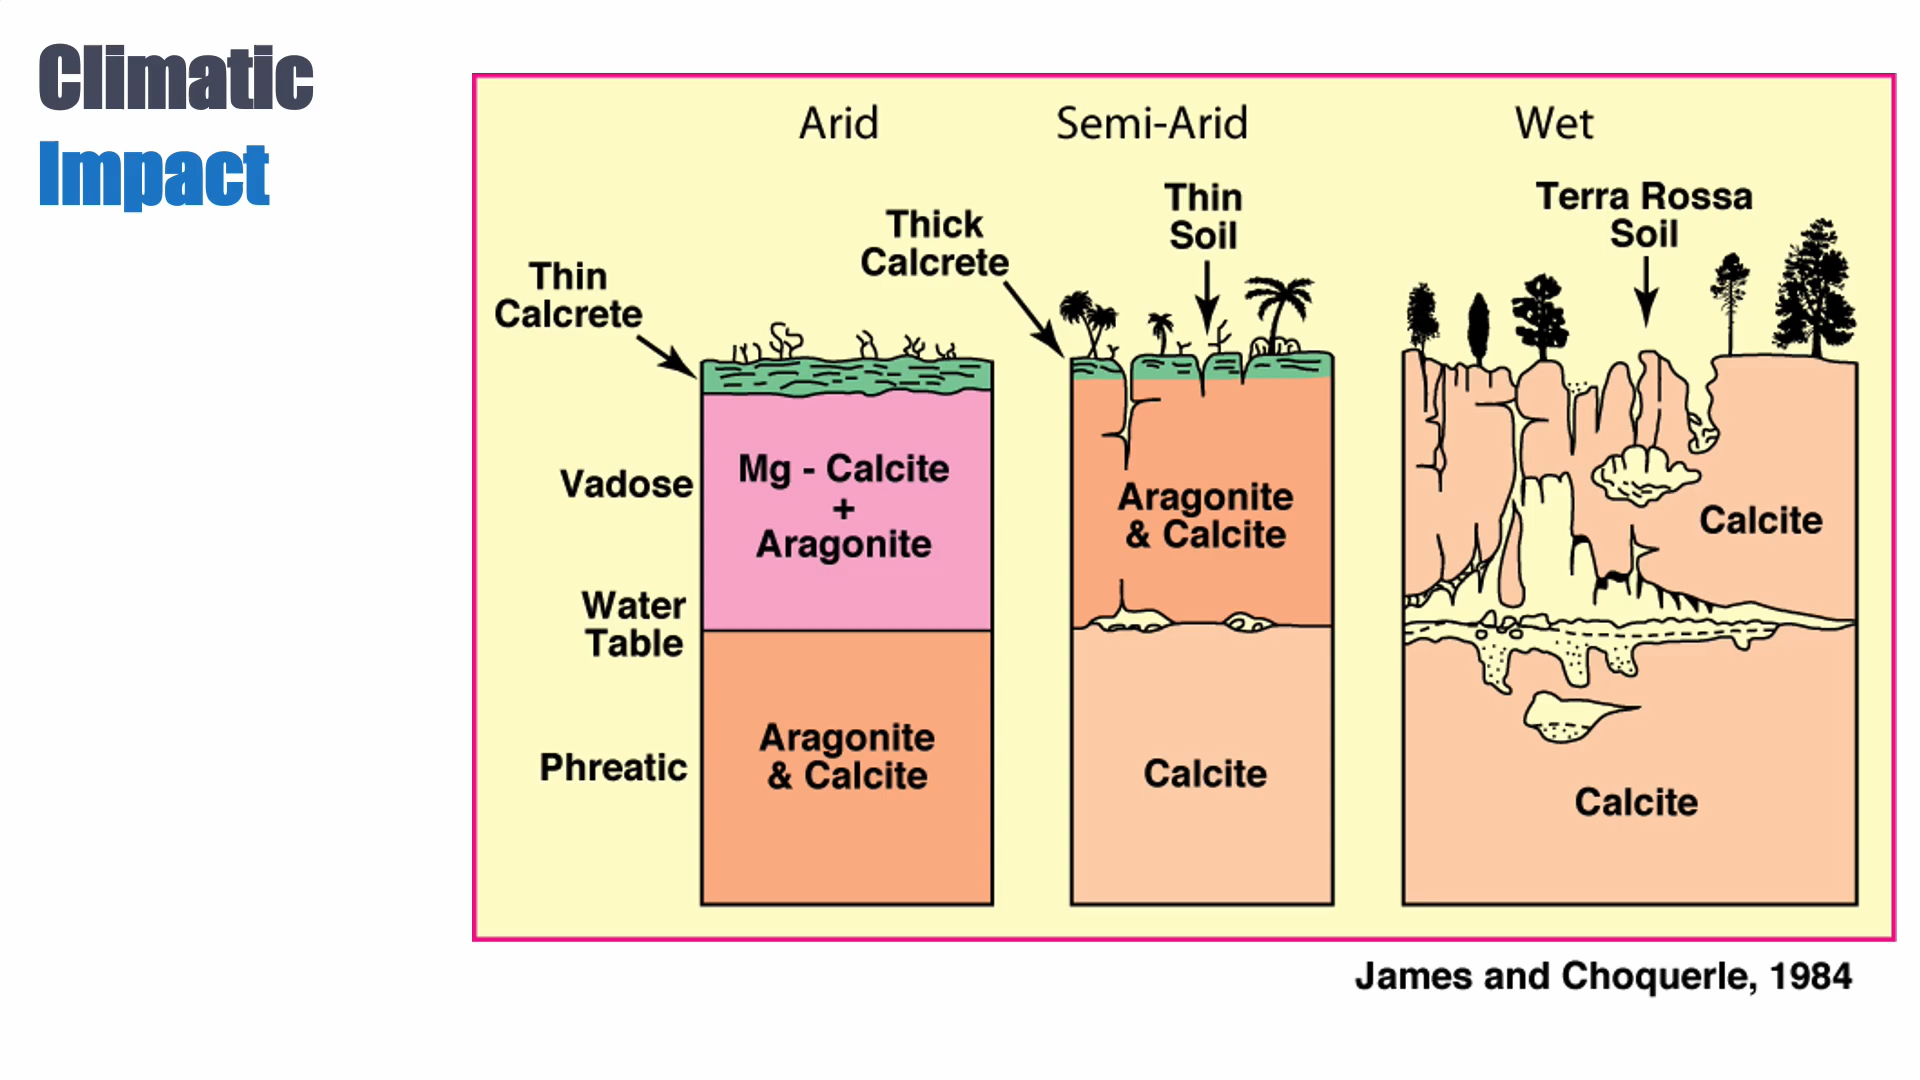 Climatic
Impact
Arid
Semi-Arid
Wet
Thin
Calcrete
Thick
Calcrete
Thin
Soil
Terra Rossa
Soil
Vadose
Water
Table
Phreatic
Mg - Calcite
+
Aragonite
Aragonite
& Calcite
Aragonite
& Calcite
Calcite
Calcite
Calcite
James and Choquerle, 1984